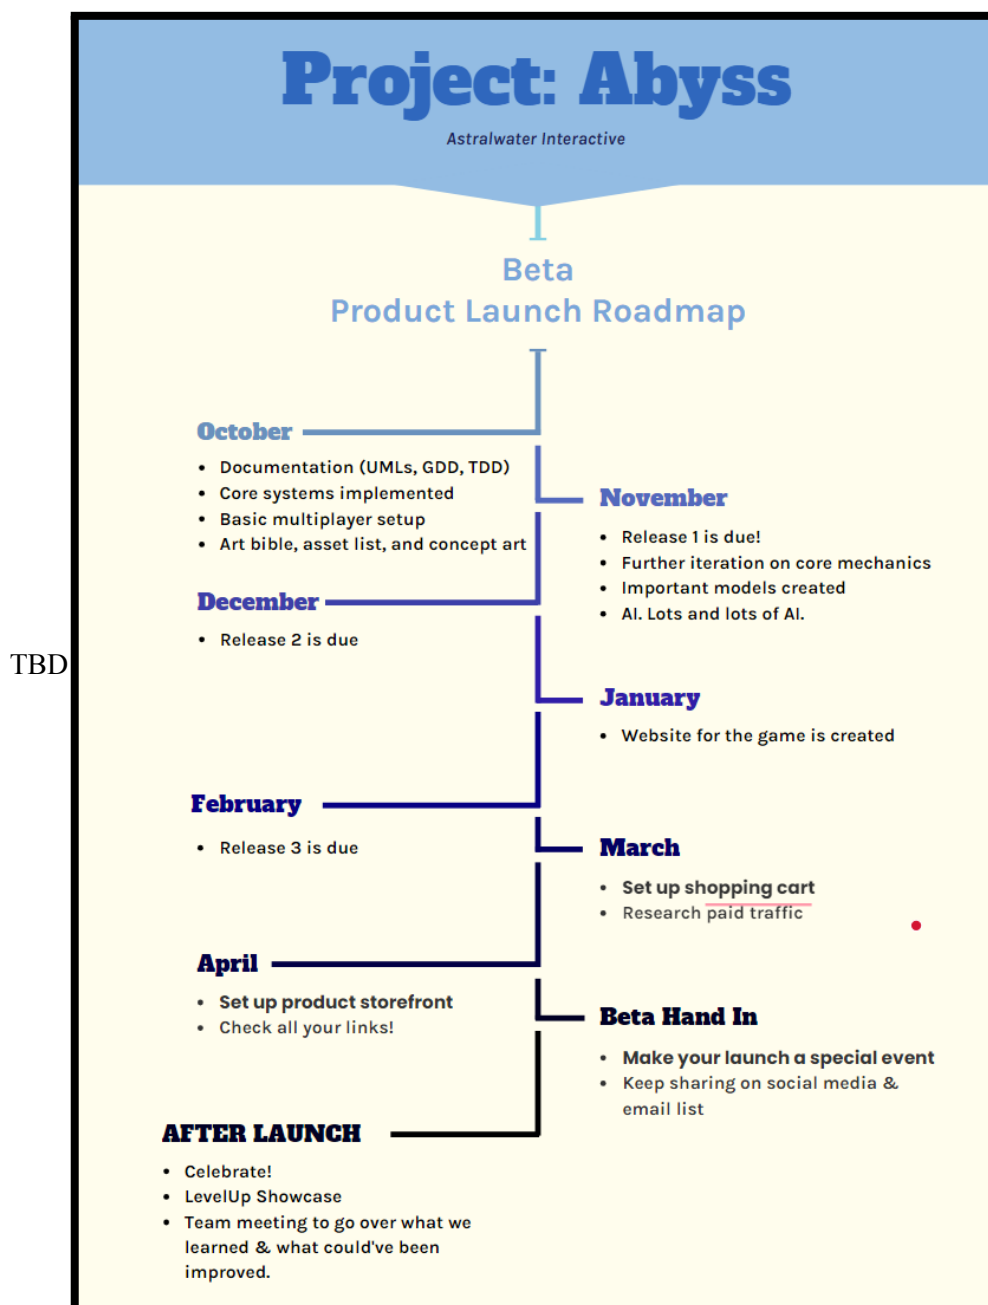 Project: Abyss
Astralwater Interactive
Beta
Product Launch Roadmap
October
• Documentation (UMLs, GDD, TDD)
• Core systems implemented
• Basic multiplayer setup
• Art bible, asset list, and concept art
November
• Release 1 is due!
• Further iteration on core mechanics
• Important models created
• AI. Lots and lots of AI.
December
• Release 2 is due
TBD
January
• Website for the game is created
February
• Release 3 is due
March
• Set up shopping cart
• Research paid traffic
April
• Set up product storefront
• Check all your links!
Beta Hand In
• Make your launch a special event
• Keep sharing on social media &
email list
AFTER LAUNCH
• Celebrate!
• LevelUp Showcase
• Team meeting to go over what we
learned & what could've been
improved.